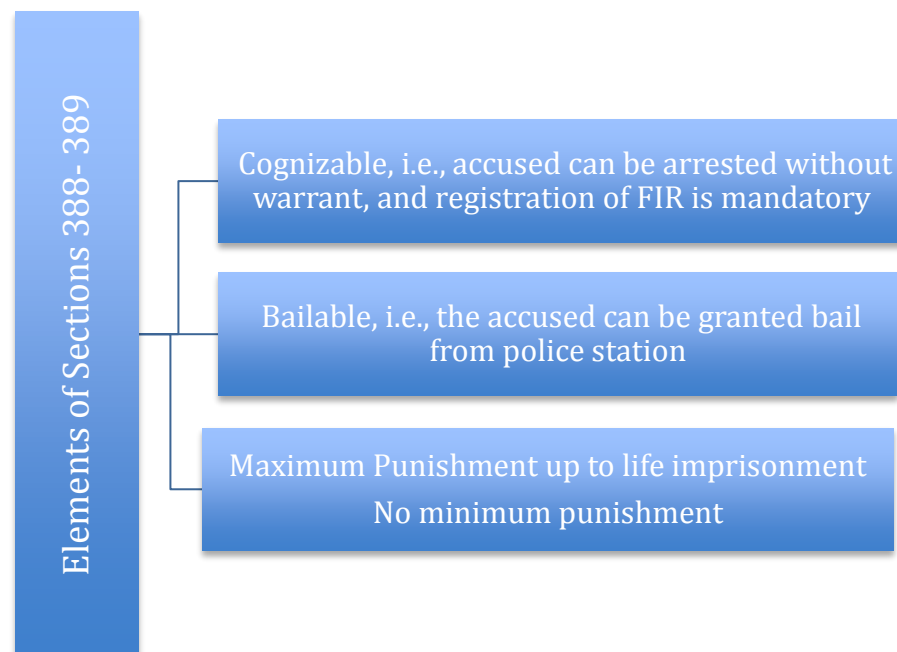 Elements of Sections 388- 389
Cognizable, i.e., accused can be arrested without
warrant, and registration of FIR is mandatory
Bailable, i.e., the accused can be granted bail
from police station
Maximum Punishment up to life imprisonment
No minimum punishment